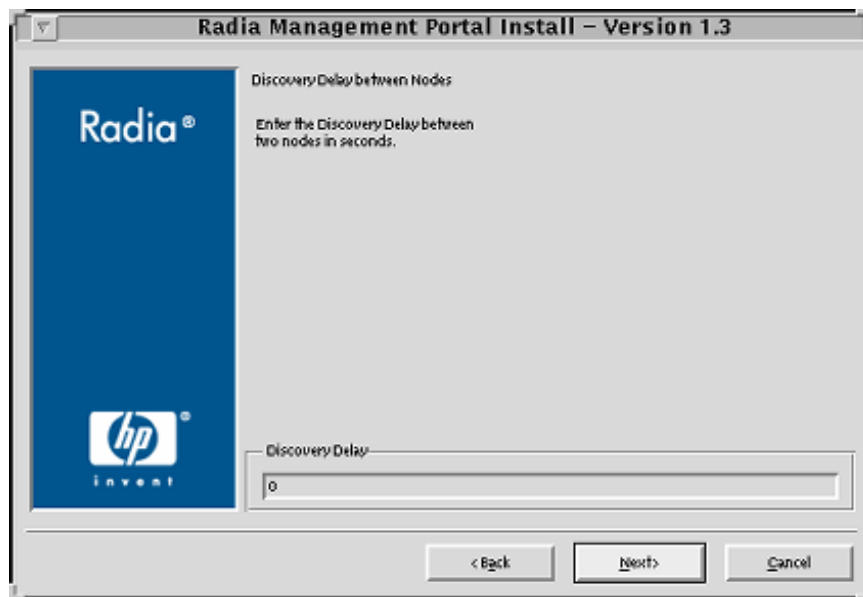 Radia Management Portal Install – Version 1.3
Radia®
Discovery Delay between Nodes
Enter the Discovery Delay between
two nodes in seconds.
hp®
invent
Discovery Delay
0
< Back
Next>
Cancel